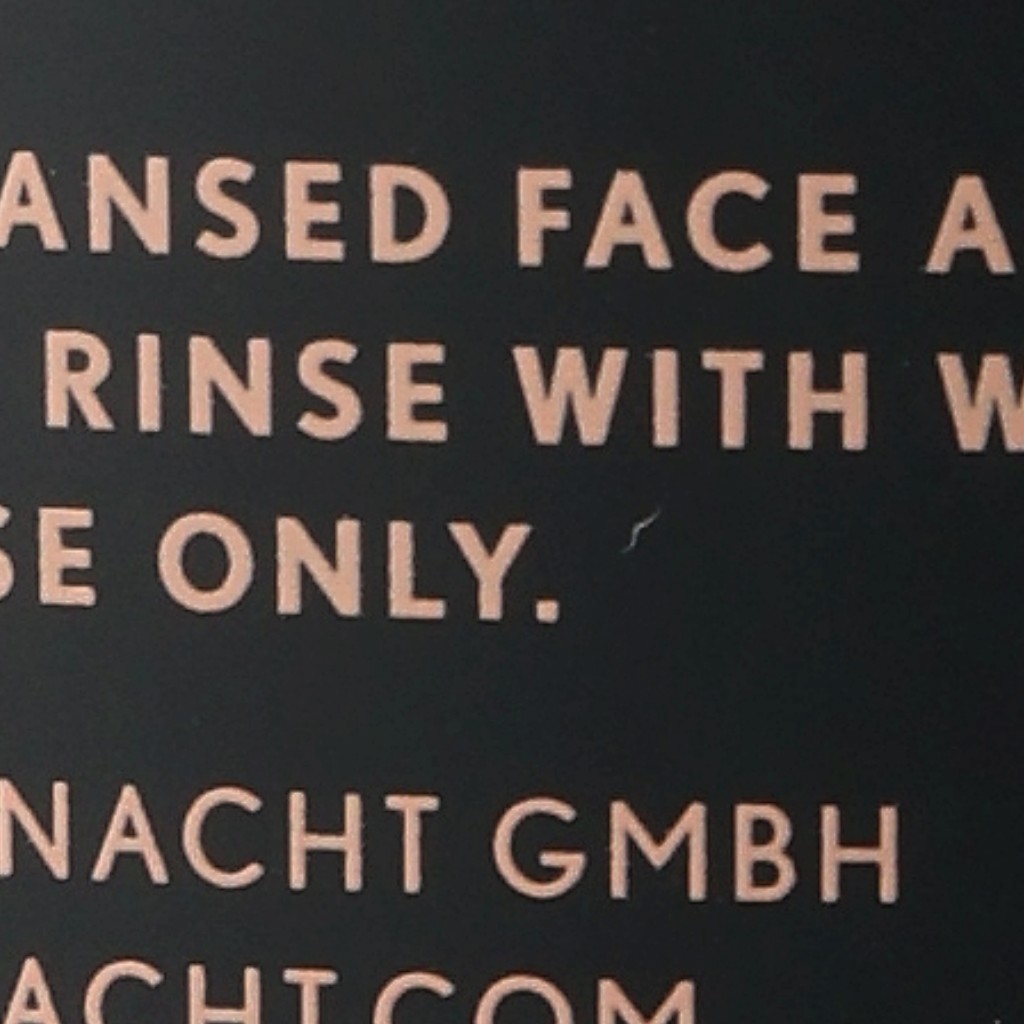 ANSED FACE A
RINSE WITH W
SE ONLY.
NACHT GMBH
ACHT.COM